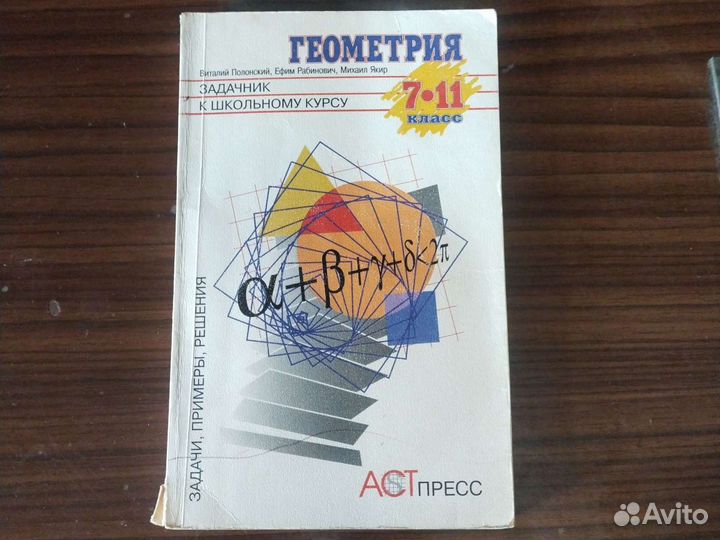 ГЕОМЕТРИЯ
Виталий Полонский, Ефим Рабинович, Михаил Якир
ЗАДАЧНИК
К ШКОЛЬНОМУ КУРСУ
7•11
класс
α+β+γ+δ<2π
ЗАДАЧИ, ПРИМЕРЫ, РЕШЕНИЯ
АСТ ПРЕСС
Avito